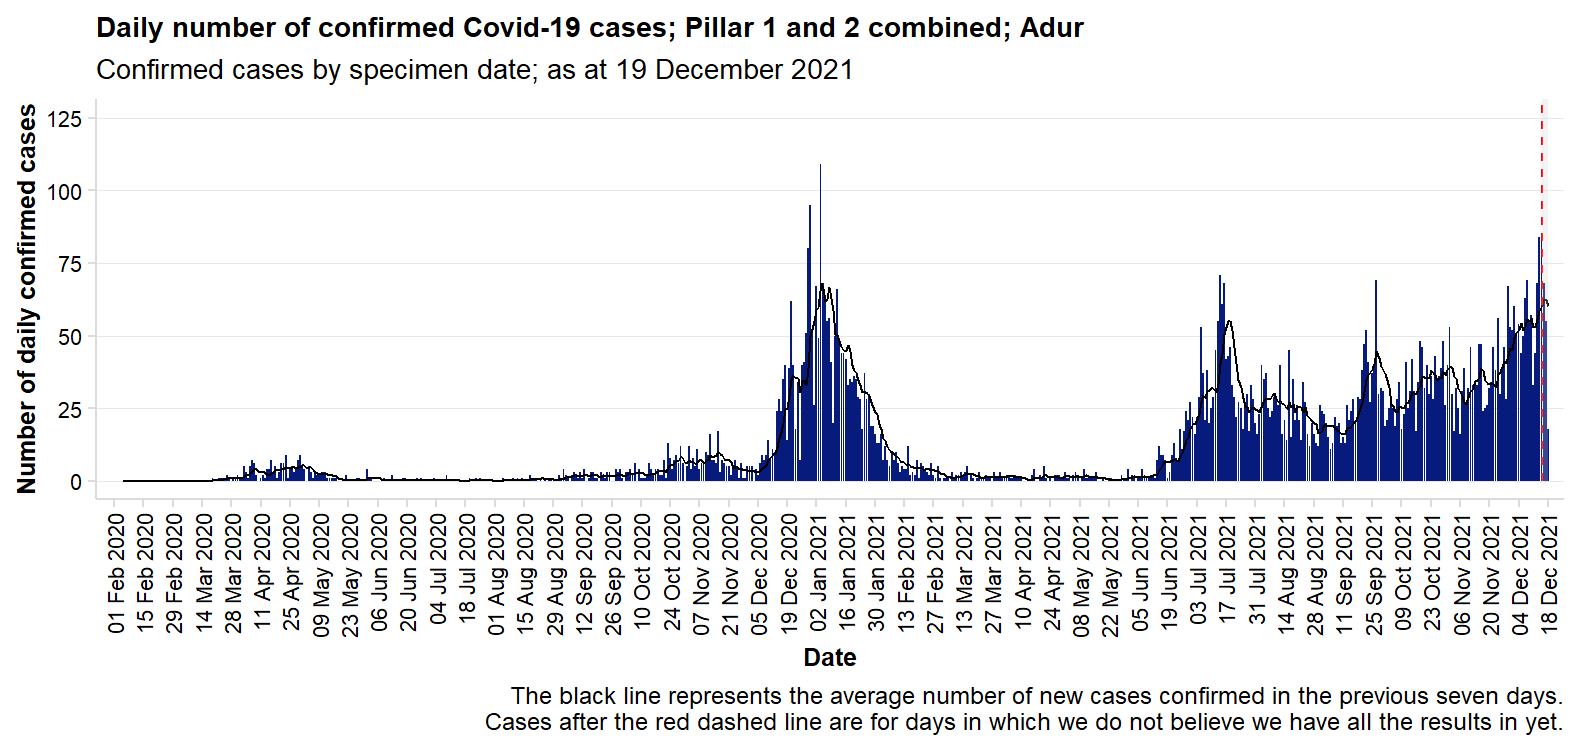 Daily number of confirmed Covid-19 cases; Pillar 1 and 2 combined; Adur
Confirmed cases by specimen date; as at 19 December 2021
Number of daily confirmed cases
125
100
75
50
25
0
01 Feb 2020
15 Feb 2020
29 Feb 2020
14 Mar 2020
28 Mar 2020
11 Apr 2020
25 Apr 2020
09 May 2020
23 May 2020
06 Jun 2020
20 Jun 2020
04 Jul 2020
18 Jul 2020
01 Aug 2020
15 Aug 2020
29 Aug 2020
12 Sep 2020
26 Sep 2020
10 Oct 2020
24 Oct 2020
07 Nov 2020
21 Nov 2020
05 Dec 2020
19 Dec 2020
02 Jan 2021
16 Jan 2021
30 Jan 2021
13 Feb 2021
27 Feb 2021
13 Mar 2021
27 Mar 2021
10 Apr 2021
24 Apr 2021
08 May 2021
22 May 2021
05 Jun 2021
19 Jun 2021
03 Jul 2021
17 Jul 2021
31 Jul 2021
14 Aug 2021
28 Aug 2021
11 Sep 2021
25 Sep 2021
09 Oct 2021
23 Oct 2021
06 Nov 2021
20 Nov 2021
04 Dec 2021
18 Dec 2021
Date
The black line represents the average number of new cases confirmed in the previous seven days.
Cases after the red dashed line are for days in which we do not believe we have all the results in yet.